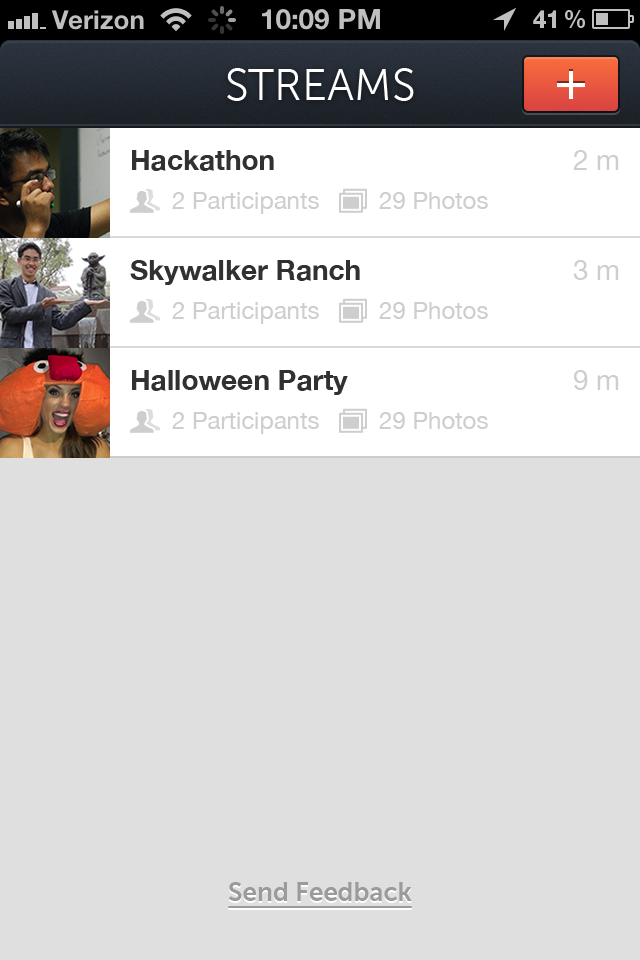 Verizon 10:09 PM 41 %
STREAMS +
Hackathon 2 m
2 Participants 29 Photos
Skywalker Ranch 3 m
2 Participants 29 Photos
Halloween Party 9 m
2 Participants 29 Photos
Send Feedback